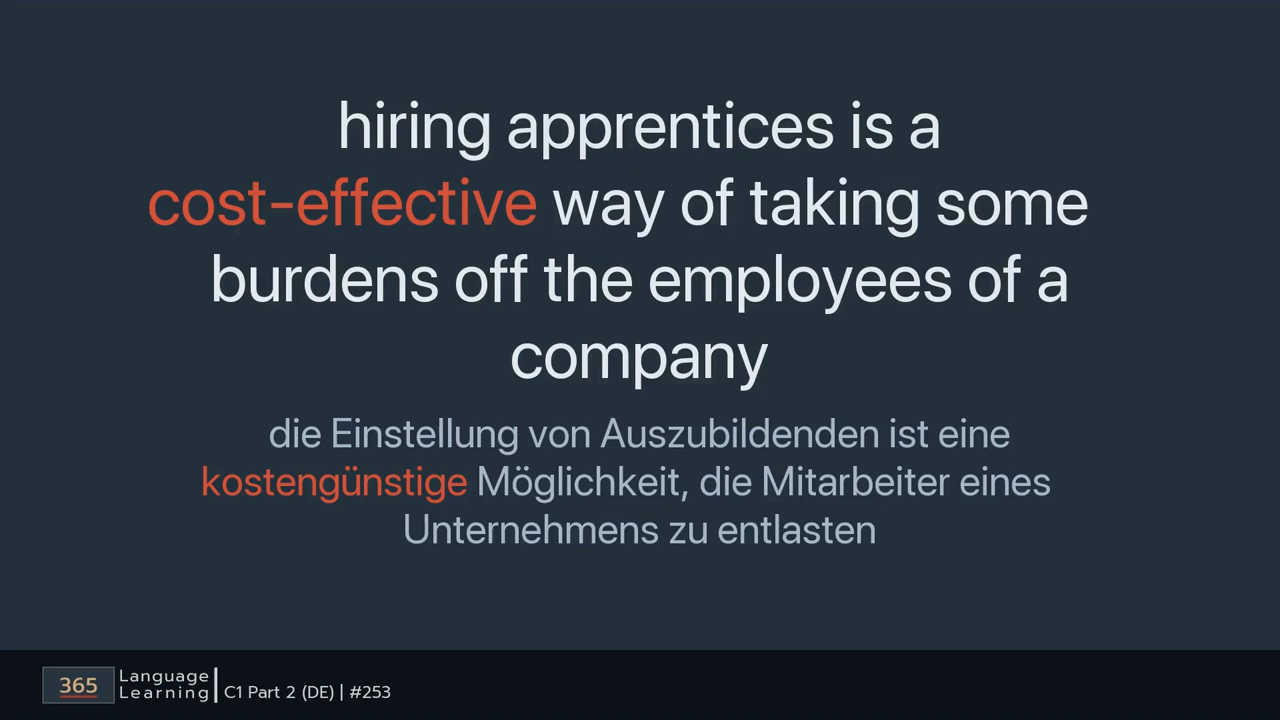 hiring apprentices is a
cost-effective way of taking some
burdens off the employees of a
company
die Einstellung von Auszubildenden ist eine
kostengünstige Möglichkeit, die Mitarbeiter eines
Unternehmens zu entlasten
365
Language
Learning
C1 Part 2 (DE) | #253